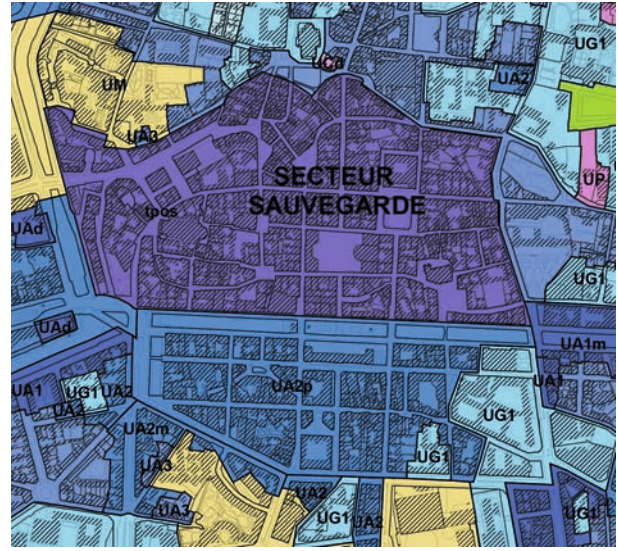 UG1
UCa
UM
UA2
UA3
SECTEUR
SAUVEGARDE
UP
tpos
UAd
UG1
UAd
UA1m
UA1
UA1
UG1
UA2
UA2
UA2p
UG1
UA2m
UG1
UA3
UA2
UA3
UG1
UA2
UG1